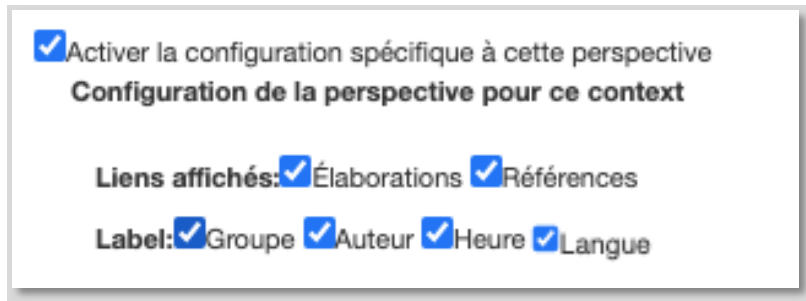 Activer la configuration spécifique à cette perspective
Configuration de la perspective pour ce context
Liens affichés: Élaborations Références
Label: Groupe Auteur Heure Langue